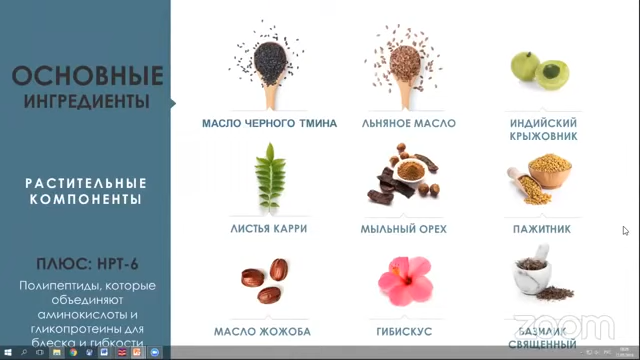 ОСНОВНЫЕ
ИНГРЕДИЕНТЫ
РАСТИТЕЛЬНЫЕ
КОМПОНЕНТЫ
ПЛЮС: HPT-6
Полипептиды, которые
объединяют
аминокислоты и
гликопротеины для
блеска и гибкости
МАСЛО ЧЕРНОГО ТМИНА
ЛЬНЯНОЕ МАСЛО
ИНДИЙСКИЙ
КРЫЖОВНИК
ЛИСТЬЯ КАРРИ
МЫЛЬНЫЙ ОРЕХ
ПАЖИТНИК
МАСЛО ЖОЖОБА
ГИБИСКУС
БАЗИЛИК
СВЯЩЕННЫЙ
zoom